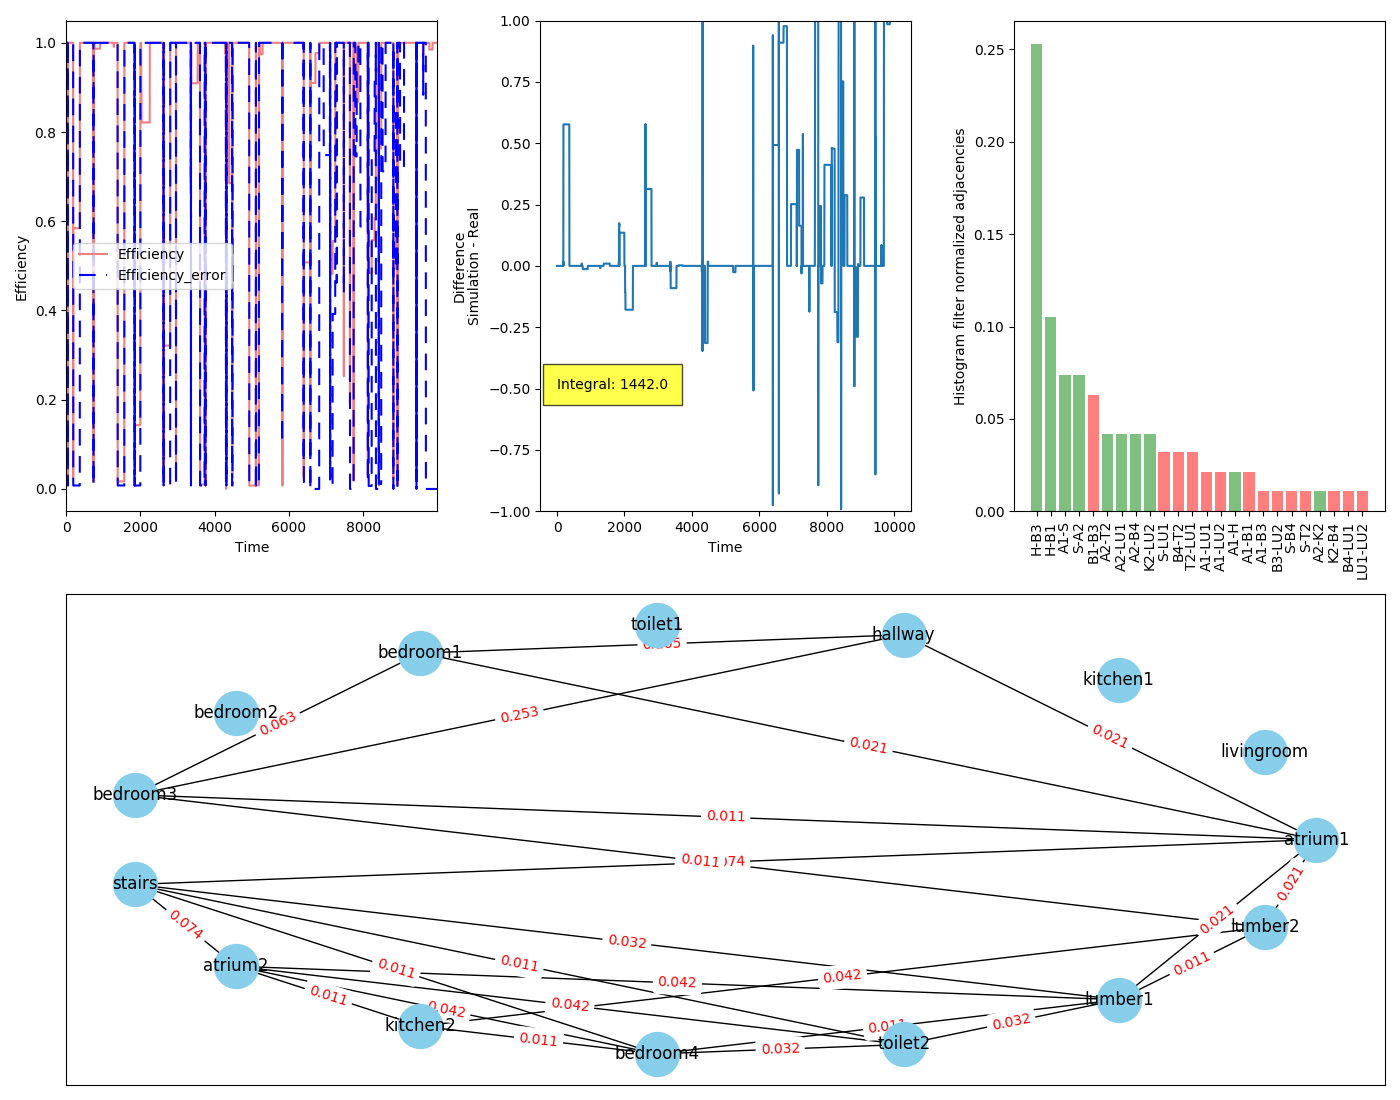 1.0
0.8
0.6
0.4
0.2
0.0
Efficiency
0
2000
4000
6000
8000
Time
Efficiency
Efficiency_error
1.00
0.75
0.50
0.25
0.00
−0.25
−0.50
−0.75
−1.00
Difference
Simulation - Real
Integral: 1442.0
0
2000
4000
6000
8000
10000
Time
0.25
0.20
0.15
0.10
0.05
0.00
Histogram filter normalized adjacencies
H-B3
H-B1
A1-S
S-A2
B1-B3
A2-T2
A2-LU1
A2-B4
K2-LU2
S-LU1
B4-T2
T2-LU1
A1-LU1
A1-LU2
A1-H
A1-B1
A1-B3
B3-LU2
S-B4
S-T2
A2-K2
K2-B4
B4-LU1
LU1-LU2
toilet1
hallway
bedroom1
kitchen1
bedroom2
0.063
0.253
0.021
0.021
livingroom
bedroom3
0.011
atrium1
0.011
stairs
0.021
0.074
0.021
lumber2
0.032
atrium2
0.011
0.011
0.011
0.042
0.042
0.011
0.042
0.042
lumber1
kitchen2
0.032
0.011
toilet2
bedroom4
0.032